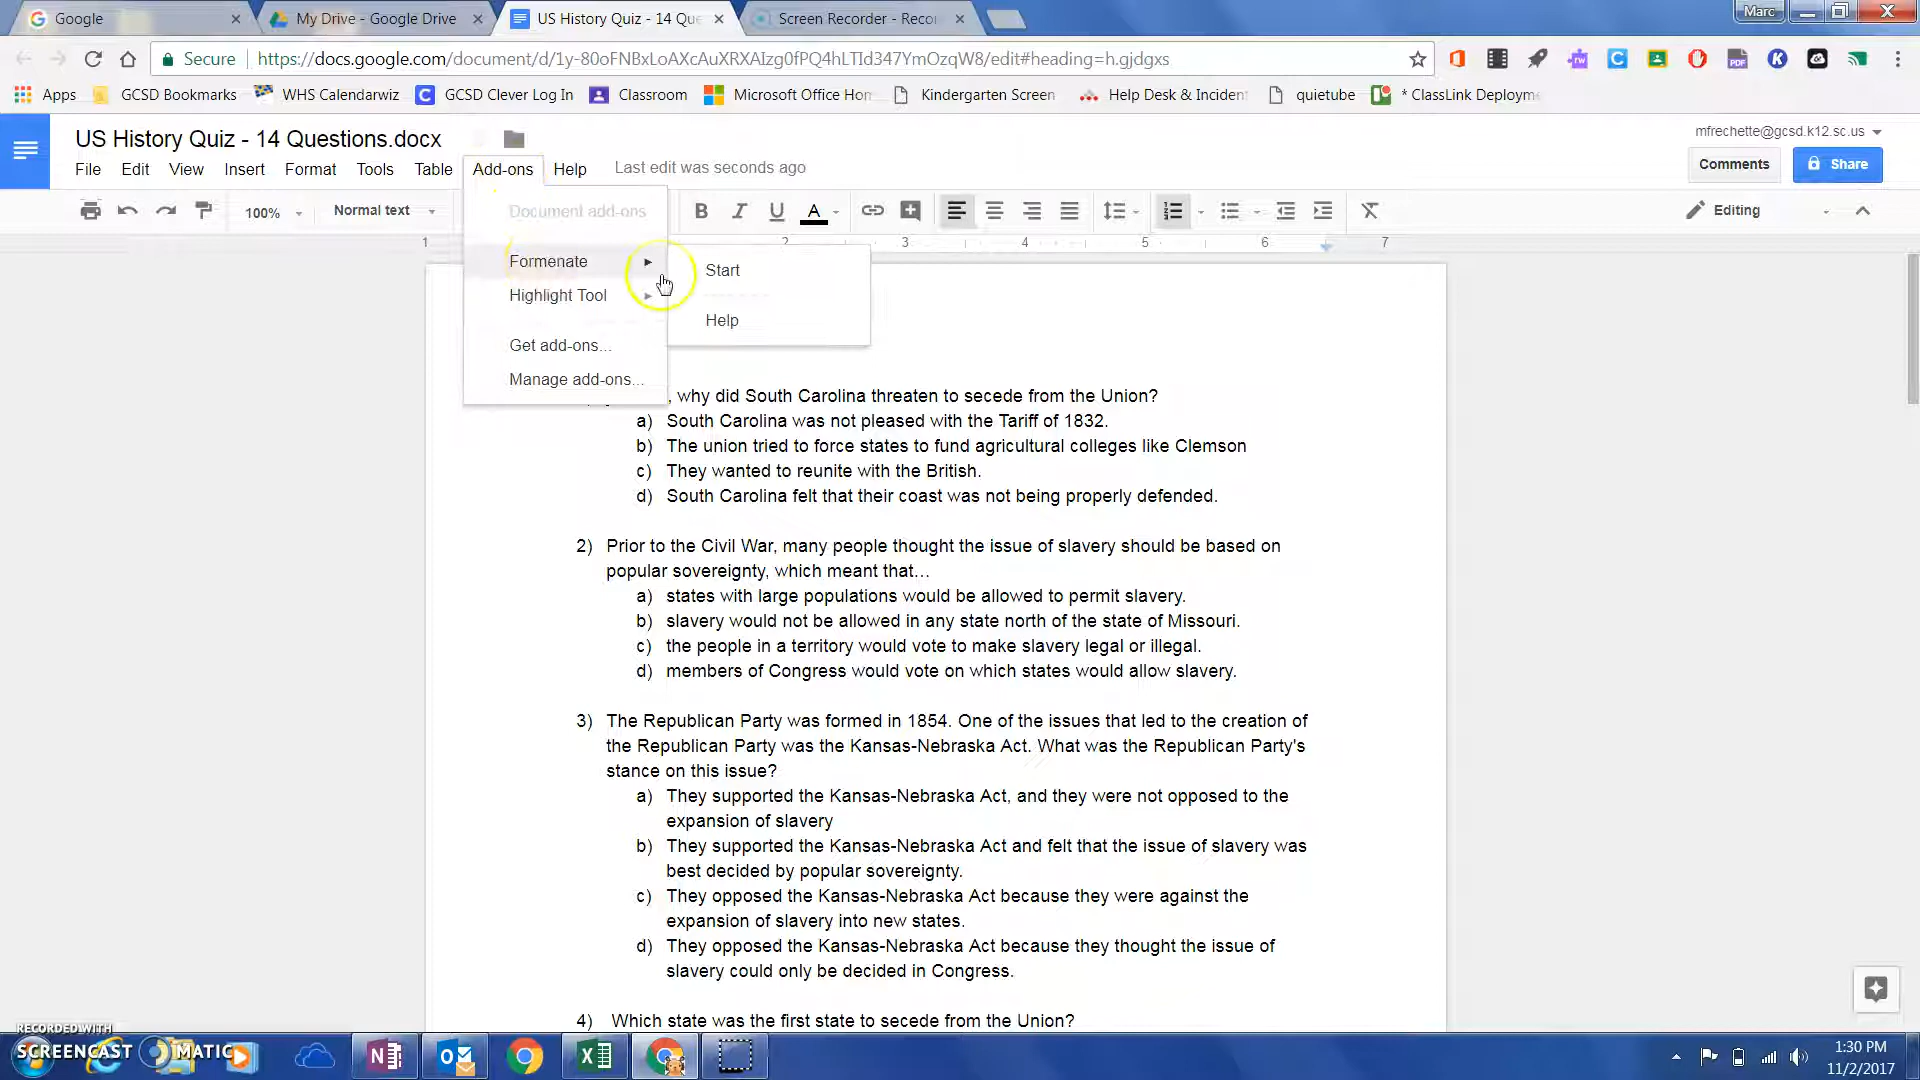 Google
My Drive - Google Drive
US History Quiz - 14 Que
Screen Recorder - Recor
Marc
Secure
https://docs.google.com/document/d/1y-80oFNBxLoAXcAuXRXAIzg0fPQ4hLTId347YmOzqW8/edit#heading=h.gjdgxs
Apps
GCSD Bookmarks
WHS Calendarwiz
GCSD Clever Log In
Classroom
Microsoft Office Hom
Kindergarten Screen
Help Desk & Incident
quietube
* ClassLink Deployme
US History Quiz - 14 Questions.docx
mfrechette@gcsd.k12.sc.us
File Edit View Insert Format Tools Table Add-ons Help
Last edit was seconds ago
Comments
Share
100%
Normal text
Editing
Document add-ons
Formenate
Highlight Tool
Get add-ons...
Manage add-ons...
Start
Help
1 2 3 4 5 6 7
, why did South Carolina threaten to secede from the Union?
a) South Carolina was not pleased with the Tariff of 1832.
b) The union tried to force states to fund agricultural colleges like Clemson
c) They wanted to reunite with the British.
d) South Carolina felt that their coast was not being properly defended.
2) Prior to the Civil War, many people thought the issue of slavery should be based on
popular sovereignty, which meant that…
a) states with large populations would be allowed to permit slavery.
b) slavery would not be allowed in any state north of the state of Missouri.
c) the people in a territory would vote to make slavery legal or illegal.
d) members of Congress would vote on which states would allow slavery.
3) The Republican Party was formed in 1854. One of the issues that led to the creation of
the Republican Party was the Kansas-Nebraska Act. What was the Republican Party's
stance on this issue?
a) They supported the Kansas-Nebraska Act, and they were not opposed to the
expansion of slavery
b) They supported the Kansas-Nebraska Act and felt that the issue of slavery was
best decided by popular sovereignty.
c) They opposed the Kansas-Nebraska Act because they were against the
expansion of slavery into new states.
d) They opposed the Kansas-Nebraska Act because they thought the issue of
slavery could only be decided in Congress.
4) Which state was the first state to secede from the Union?
RECORDED WITH
SCREENCAST MATIC
1:30 PM
11/2/2017